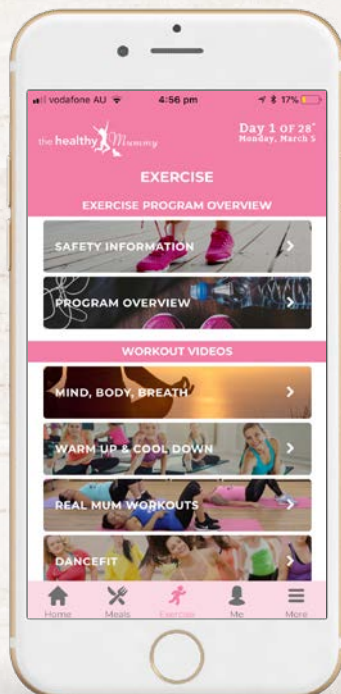 vodafone AU 4:56 pm 17%
the healthy Mummy
Day 1 OF 28
Monday, March 5
EXERCISE
EXERCISE PROGRAM OVERVIEW
SAFETY INFORMATION
PROGRAM OVERVIEW
WORKOUT VIDEOS
MIND, BODY, BREATH
WARM UP & COOL DOWN
REAL MUM WORKOUTS
DANCEFIT
Home Meals Exercise Me More